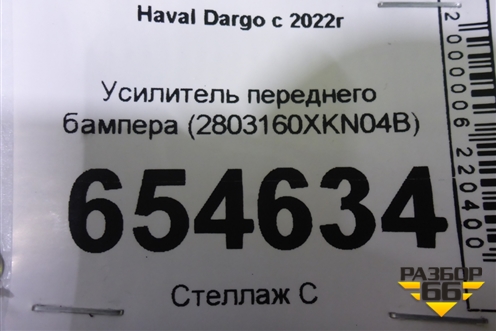 Haval Dargo с 2022г
Усилитель переднего
бампера (2803160XKN04B)
654634
Стеллаж С
2000006220400
РАЗБОР
66